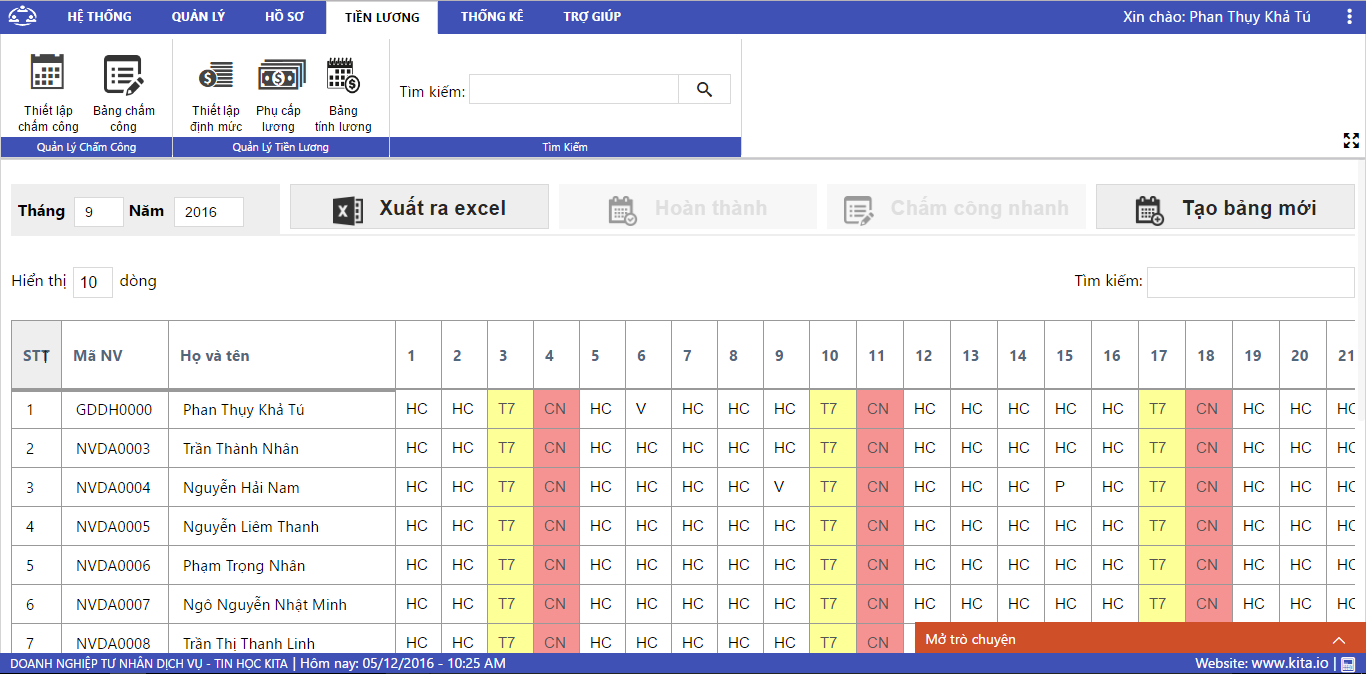 HỆ THỐNG QUẢN LÝ HỒ SƠ TIỀN LƯƠNG THỐNG KÊ TRỢ GIÚP Xin chào: Phan Thụy Khả Tú
Thiết lập chấm công
Bảng chấm công
Thiết lập định mức
Phụ cấp lương
Bảng tính lương
Tìm kiếm:
Quản Lý Chấm Công Quản Lý Tiền Lương Tìm Kiếm
Tháng 9 Năm 2016 Xuất ra excel Hoàn thành Chấm công nhanh Tạo bảng mới
Hiển thị 10 dòng Tìm kiếm:
STT Mã NV Họ và tên 1 2 3 4 5 6 7 8 9 10 11 12 13 14 15 16 17 18 19 20 21
1 GDDH0000 Phan Thụy Khả Tú HC HC T7 CN HC V HC HC HC T7 CN HC HC HC HC HC T7 CN HC HC HC
2 NVDA0003 Trần Thành Nhân HC HC T7 CN HC HC HC HC HC T7 CN HC HC HC HC HC T7 CN HC HC HC
3 NVDA0004 Nguyễn Hải Nam HC HC T7 CN HC HC HC HC V T7 CN HC HC HC P HC T7 CN HC HC HC
4 NVDA0005 Nguyễn Liêm Thanh HC HC T7 CN HC HC HC HC HC T7 CN HC HC HC HC HC T7 CN HC HC HC
5 NVDA0006 Phạm Trọng Nhân HC HC T7 CN HC HC HC HC HC T7 CN HC HC HC HC HC T7 CN HC HC HC
6 NVDA0007 Ngô Nguyễn Nhật Minh HC HC T7 CN HC HC HC HC HC T7 CN HC HC HC HC HC T7 CN HC HC HC
7 NVDA0008 Trần Thị Thanh Linh HC HC T7 CN HC HC HC HC HC T7 CN
Mở trò chuyện
DOANH NGHIỆP TƯ NHÂN DỊCH VỤ - TIN HỌC KITA | Hôm nay: 05/12/2016 - 10:25 AM Website: www.kita.io |